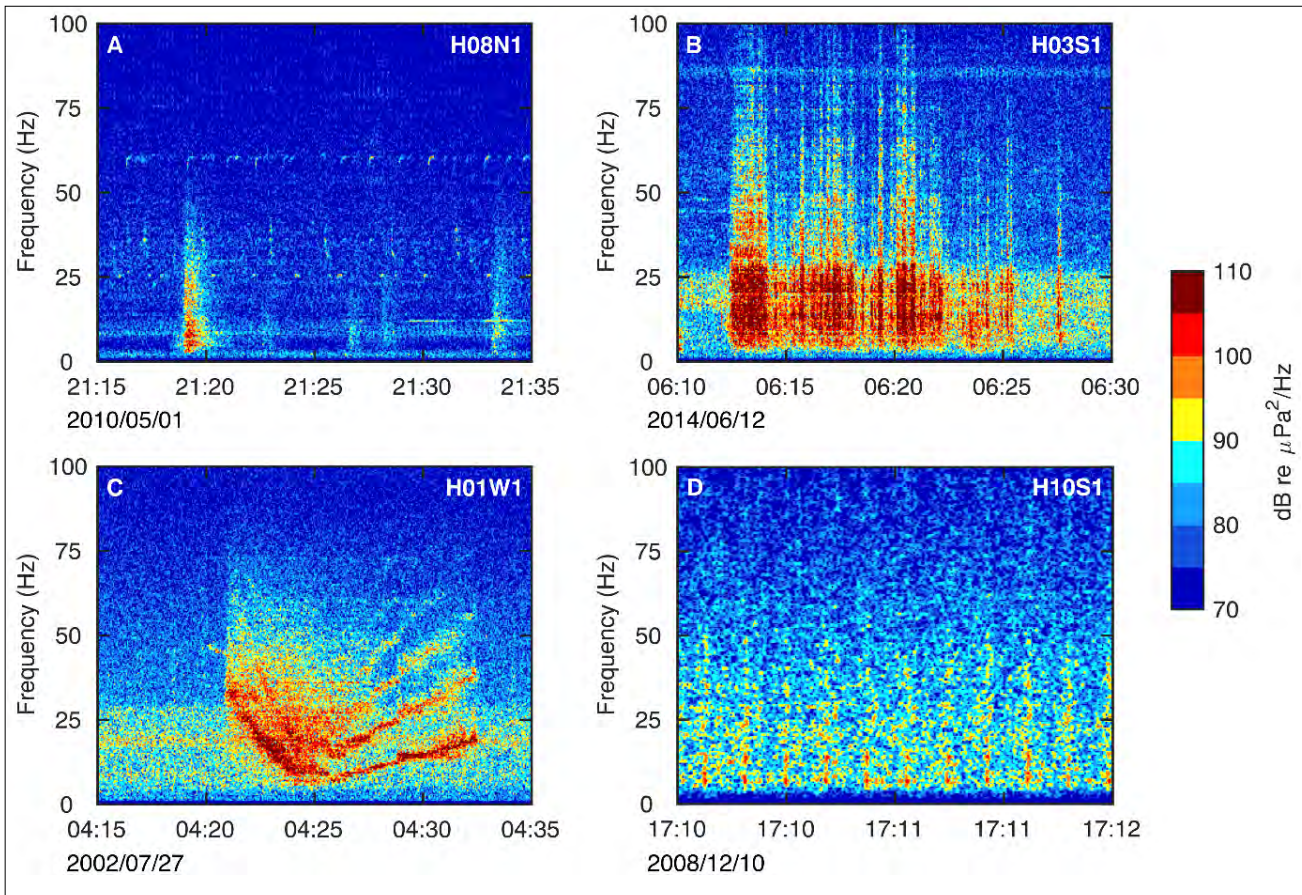 A H08N1
Frequency (Hz)
100
75
50
25
0
21:15 21:20 21:25 21:30 21:35
2010/05/01
B H03S1
Frequency (Hz)
100
75
50
25
0
06:10 06:15 06:20 06:25 06:30
2014/06/12
C H01W1
Frequency (Hz)
100
75
50
25
0
04:15 04:20 04:25 04:30 04:35
2002/07/27
D H10S1
Frequency (Hz)
100
75
50
25
0
17:10 17:10 17:11 17:11 17:12
2008/12/10
110
100
90
80
70
dB re μPa²/Hz